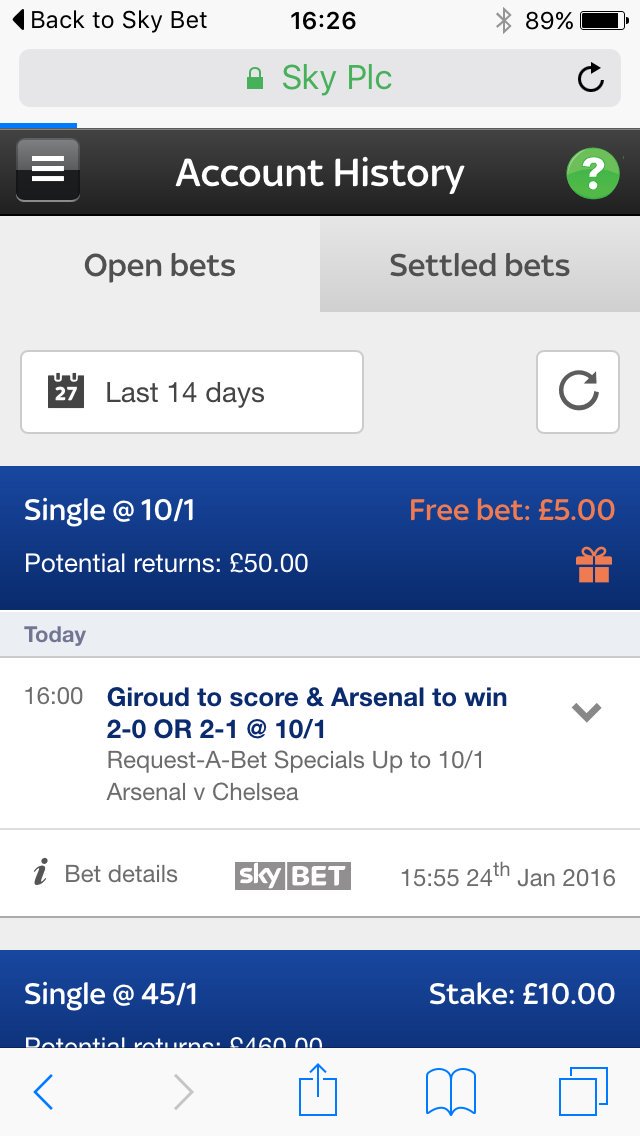 Back to Sky Bet 16:26 89%
Sky Plc
Account History ?
Open bets Settled bets
27 Last 14 days
Single @ 10/1 Free bet: £5.00
Potential returns: £50.00
Today
16:00 Giroud to score & Arsenal to win
2-0 OR 2-1 @ 10/1
Request-A-Bet Specials Up to 10/1
Arsenal v Chelsea
i Bet details sky BET 15:55 24th Jan 2016
Single @ 45/1 Stake: £10.00
Potential returns: £460.00